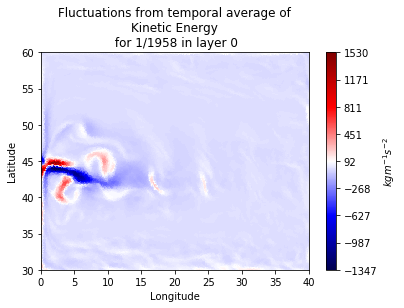 Fluctuations from temporal average of
Kinetic Energy
for 1/1958 in layer 0
60
55
50
45
40
35
30
Latitude
0 5 10 15 20 25 30 35 40
Longitude
1530
1171
811
451
92
−268
−627
−987
−1347
kgm⁻¹s⁻²